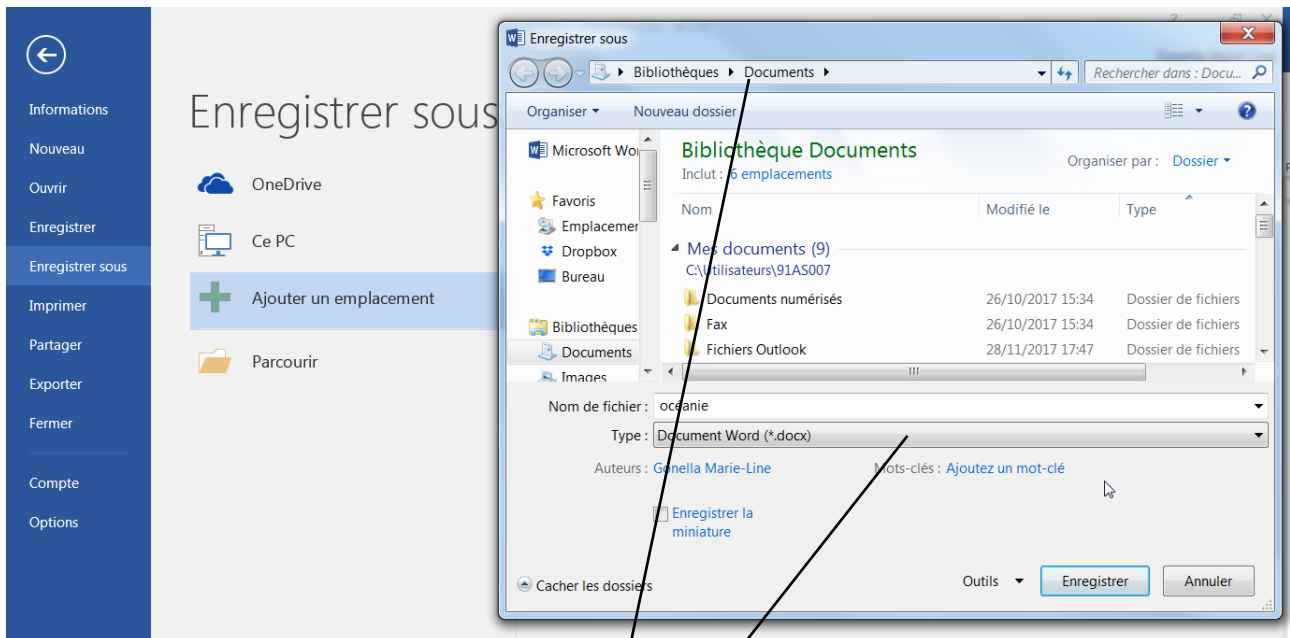 Informations
Nouveau
Ouvrir
Enregistrer
Enregistrer sous
Imprimer
Partager
Exporter
Fermer
Compte
Options
Enregistrer sous
OneDrive
Ce PC
Ajouter un emplacement
Parcourir
Enregistrer sous
Bibliothèques Documents
Rechercher dans : Docu...
Organiser Nouveau dossier
Microsoft Wor
Favoris
Emplacemer
Dropbox
Bureau
Bibliothèques
Documents
Images
Bibliothèque Documents
Inclut : 6 emplacements
Organiser par : Dossier
Nom Modifié le Type
Mes documents (9)
C:\Utilisateurs\91AS007
Documents numérisés 26/10/2017 15:34 Dossier de fichiers
Fax 26/10/2017 15:34 Dossier de fichiers
Fichiers Outlook 28/11/2017 17:47 Dossier de fichiers
Nom de fichier : océanie
Type : Document Word (*.docx)
Auteurs : Gonella Marie-Line Mots-clés : Ajoutez un mot-clé
Enregistrer la
miniature
Cacher les dossiers Outils Enregistrer Annuler